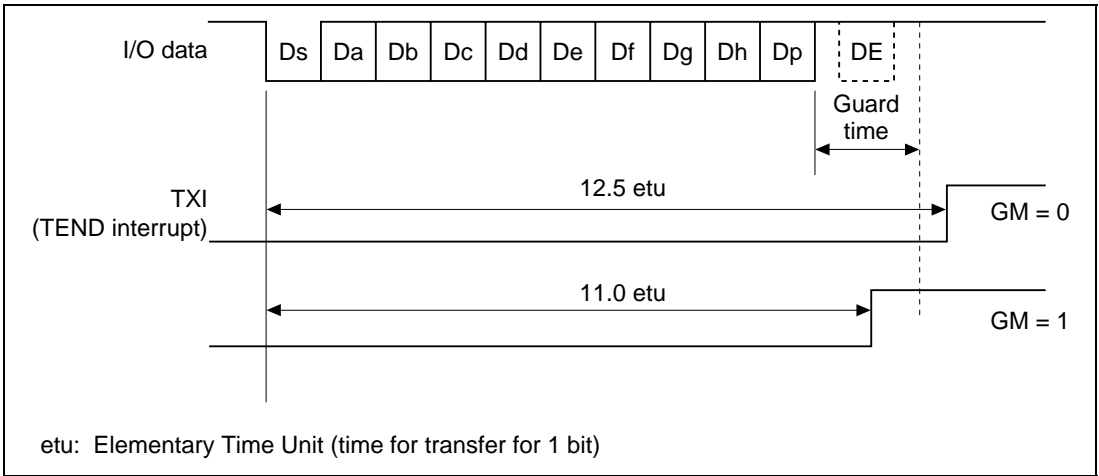 I/O data
Ds Da Db Dc Dd De Df Dg Dh Dp DE
Guard
time
TXI
(TEND interrupt)
12.5 etu
GM = 0
11.0 etu
GM = 1
etu: Elementary Time Unit (time for transfer for 1 bit)